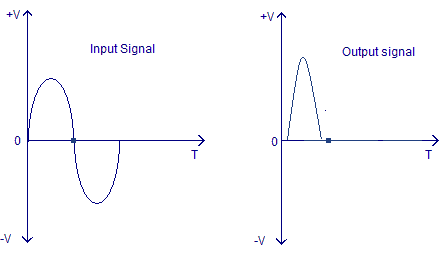 +V
Input Signal
0
T
-V
+V
Output signal
0
T
-V